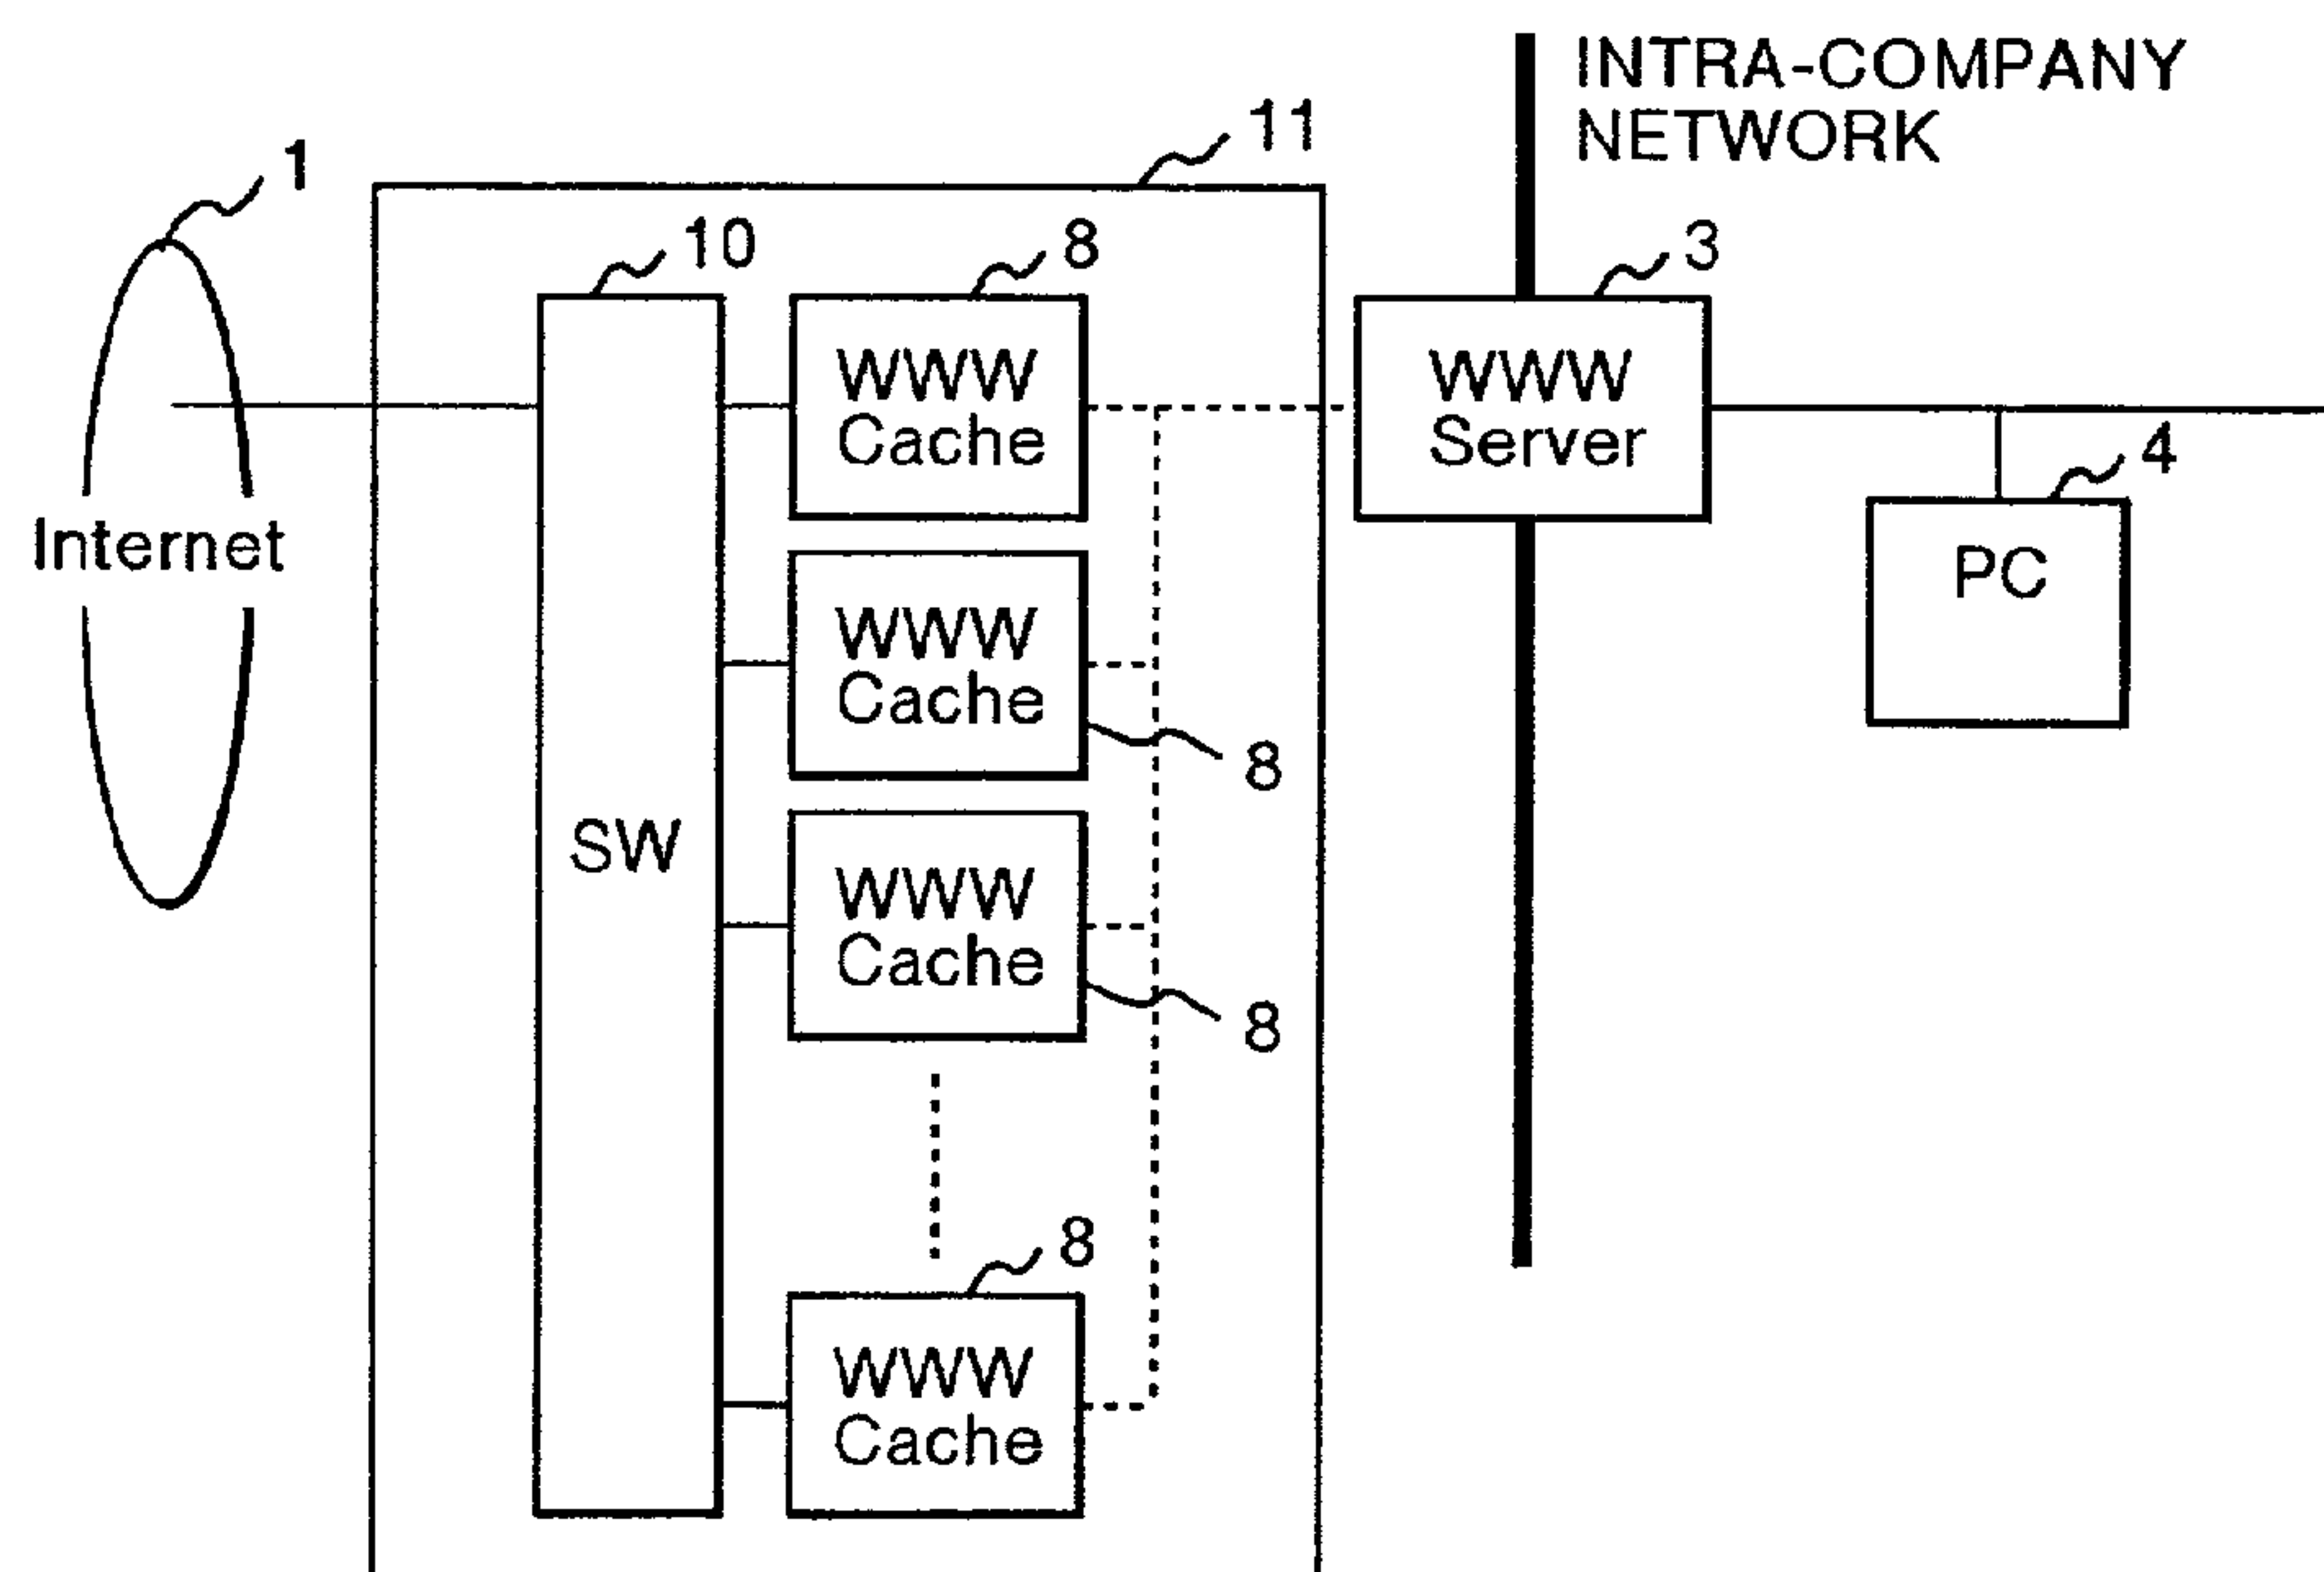 INTRA-COMPANY
NETWORK
11
1
10
8
3
WWW
Cache
WWW
Server
4
Internet
PC
WWW
Cache
8
SW
WWW
Cache
8
8
WWW
Cache